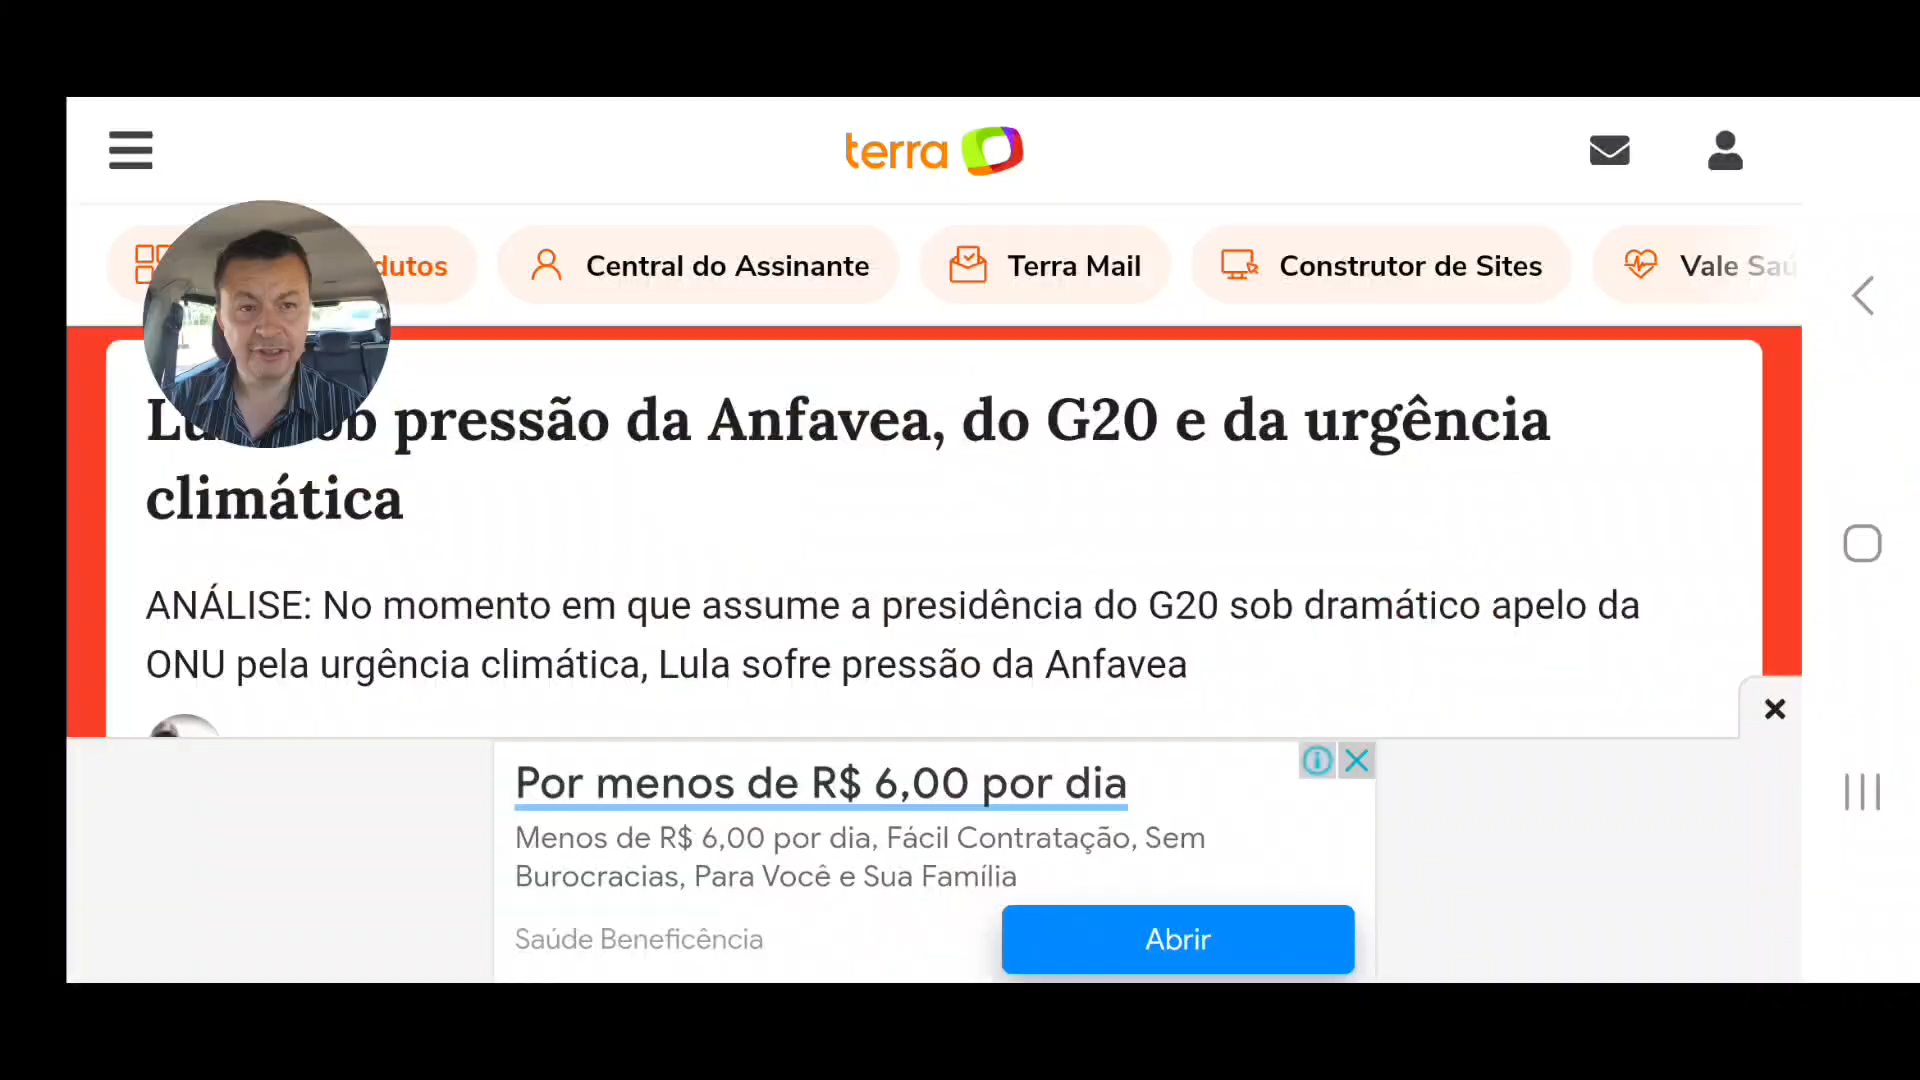 terra
dutos
Central do Assinante
Terra Mail
Construtor de Sites
Vale Saú
pressão da Anfavea, do G20 e da urgência
climática
ANÁLISE: No momento em que assume a presidência do G20 sob dramático apelo da
ONU pela urgência climática, Lula sofre pressão da Anfavea
Por menos de R$ 6,00 por dia
Menos de R$ 6,00 por dia, Fácil Contratação, Sem
Burocracias, Para Você e Sua Família
Saúde Beneficência
Abrir